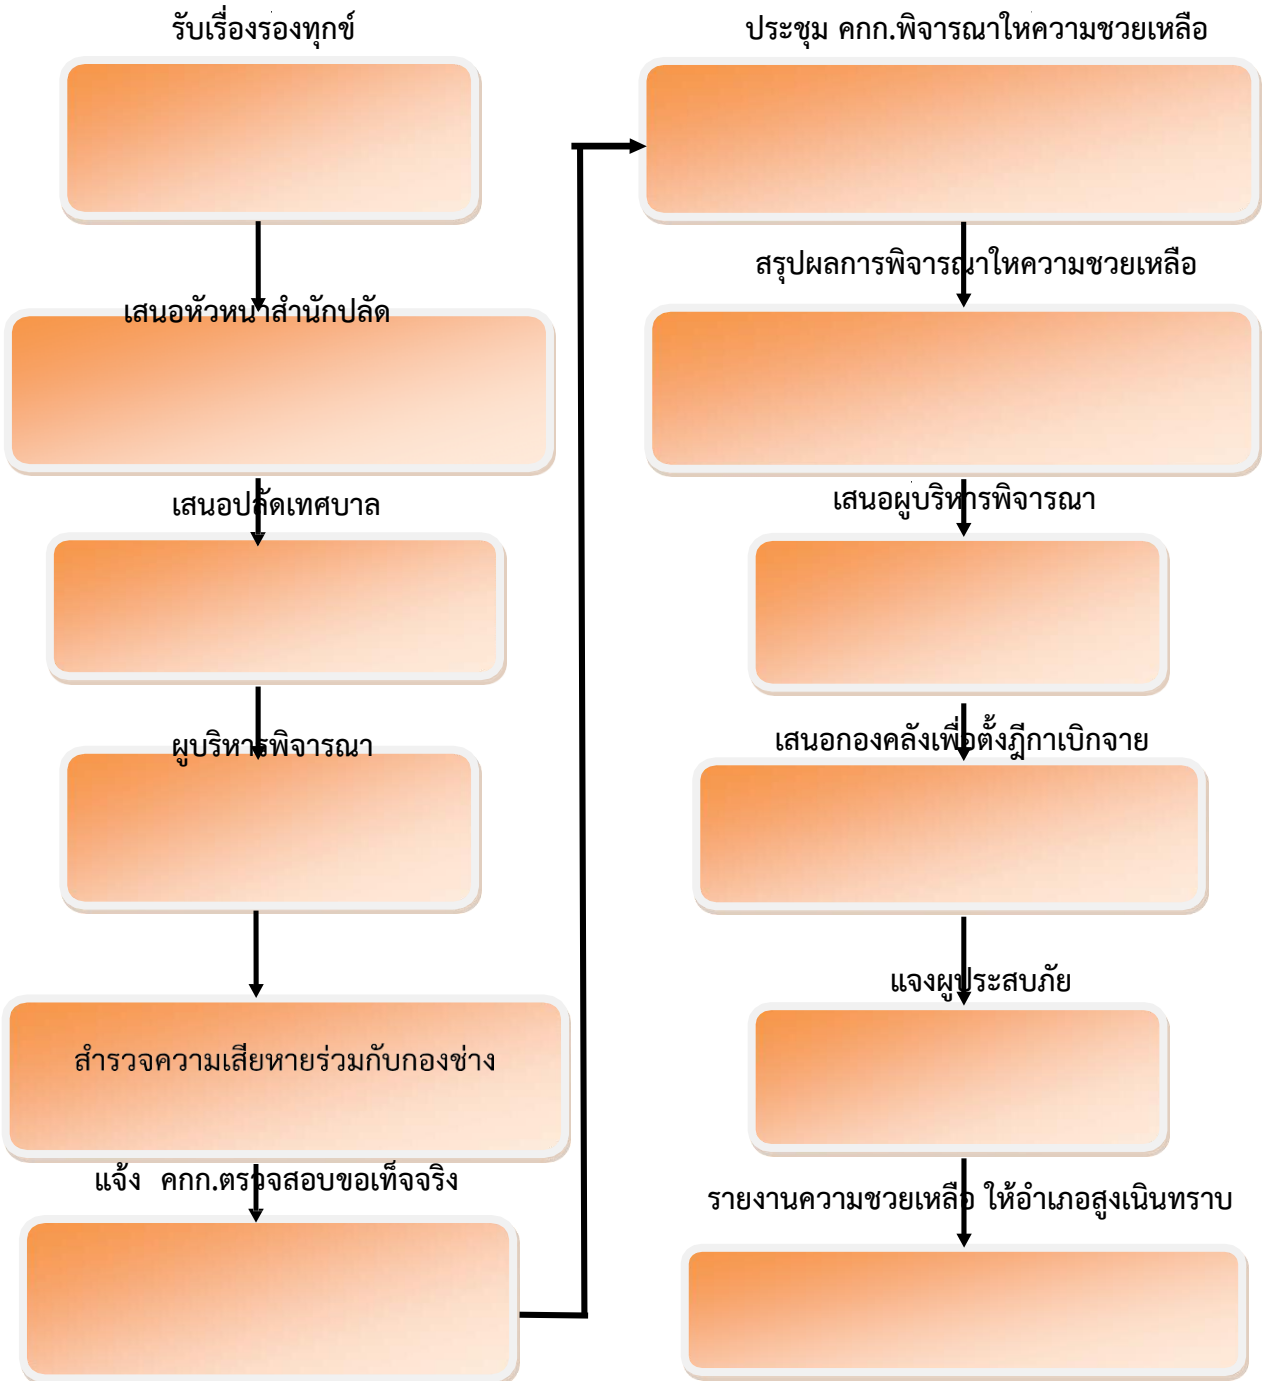 รับเรื่องรองทุกข์
เสนอหัวหนาสำนักปลัด
เสนอปลัดเทศบาล
ผูบริหารพิจารณา
สำรวจความเสียหายร่วมกับกองช่าง
แจ้ง คกก.ตรวจสอบขอเท็จจริง
ประชุม คกก.พิจารณาใหความชวยเหลือ
สรุปผลการพิจารณาใหความชวยเหลือ
เสนอผูบริหารพิจารณา
เสนอกองคลังเพื่อตั้งฎีกาเบิกจาย
แจงผูประสบภัย
รายงานความชวยเหลือ ให้อำเภอสูงเนินทราบ